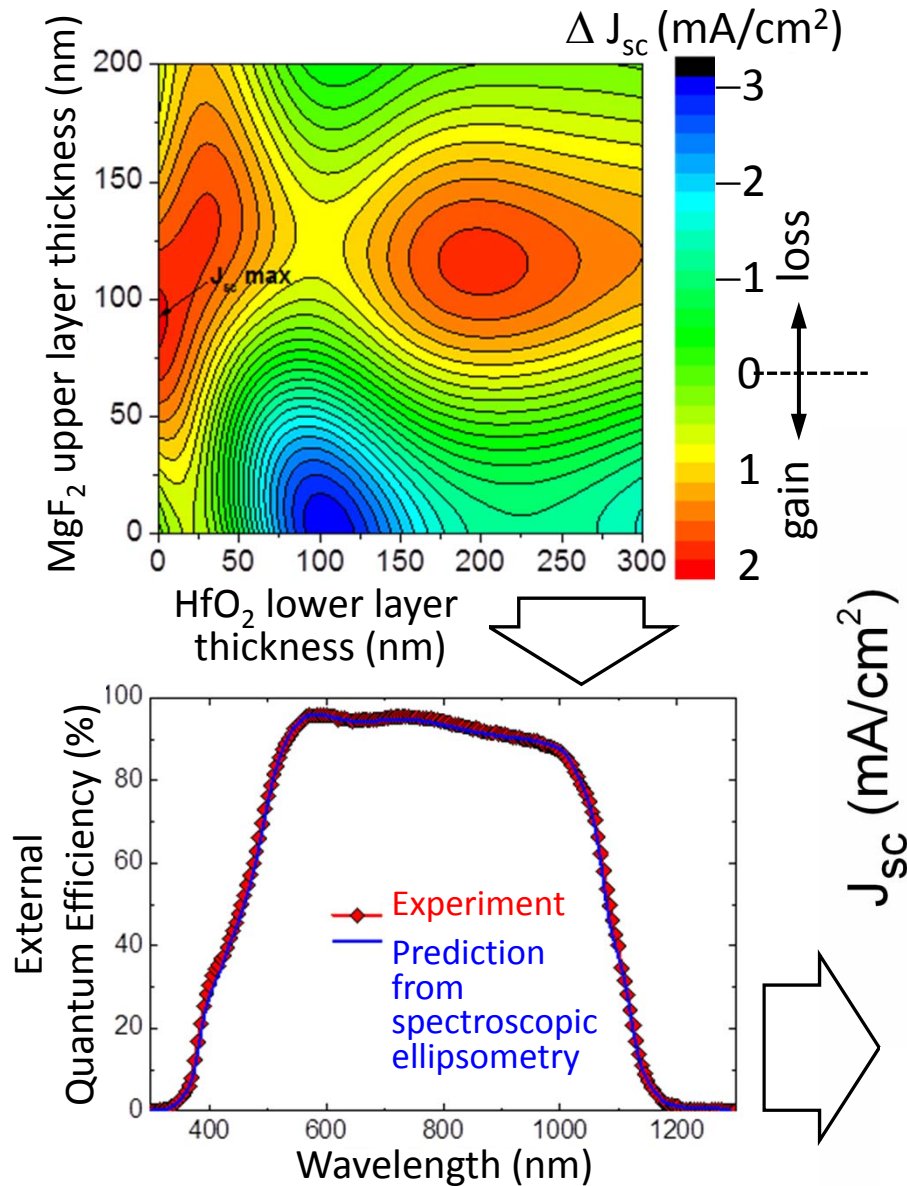 Δ Jsc (mA/cm²)
MgF₂ upper layer thickness (nm)
200
150
100
50
0
Jsc max
0
50
100
150
200
250
300
HfO₂ lower layer
thickness (nm)
–3
–2
–1
0
1
2
loss
gain
External
Quantum Efficiency (%)
100
80
60
40
20
0
Experiment
Prediction
from
spectroscopic
ellipsometry
400
600
800
1000
1200
Wavelength (nm)
Jsc (mA/cm²)